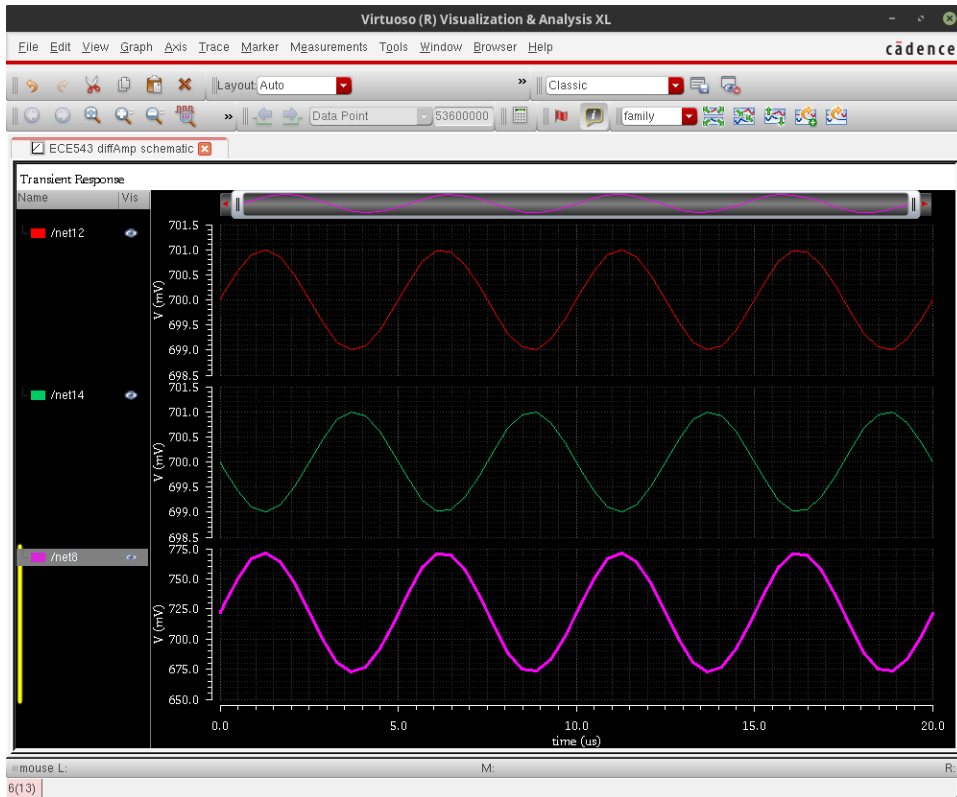 Virtuoso (R) Visualization & Analysis XL
File Edit View Graph Axis Trace Marker Measurements Tools Window Browser Help
cādence
Layout: Auto » Classic
» Data Point 53600000 family
ECE543 diffAmp schematic
Transient Response
Name Vis
/net12
701.5
701.0
700.5
700.0
699.5
699.0
698.5
V (mV)
/net14
701.5
701.0
700.5
700.0
699.5
699.0
698.5
V (mV)
/net8
775.0
750.0
725.0
700.0
675.0
650.0
V (mV)
0.0 5.0 10.0 15.0 20.0
time (us)
mouse L: M: R:
6(13)